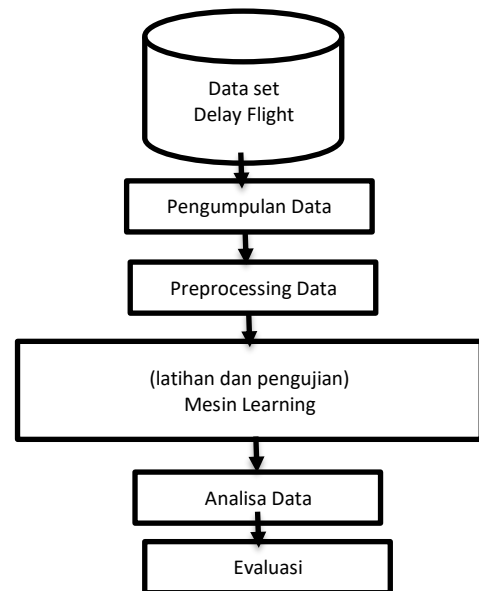 Data set
Delay Flight
Pengumpulan Data
Preprocessing Data
(latihan dan pengujian)
Mesin Learning
Analisa Data
Evaluasi